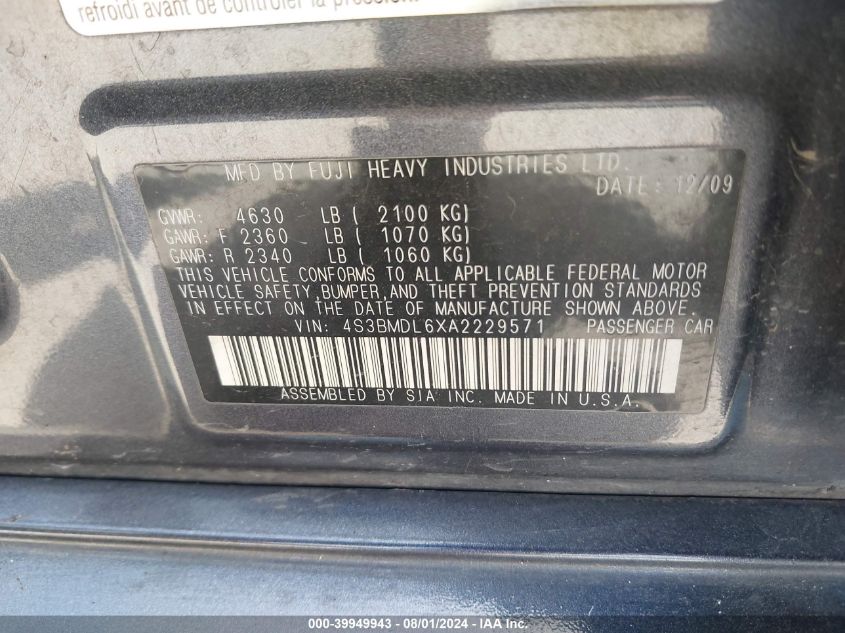 refroidi avant de contrôler la pression.
MFD BY FUJI HEAVY INDUSTRIES LTD.
DATE: 12/09
GVWR: 4630 LB ( 2100 KG)
GAWR: F 2360 LB ( 1070 KG)
GAWR: R 2340 LB ( 1060 KG)
THIS VEHICLE CONFORMS TO ALL APPLICABLE FEDERAL MOTOR
VEHICLE SAFETY,BUMPER,AND THEFT PREVENTION STANDARDS
IN EFFECT ON THE DATE OF MANUFACTURE SHOWN ABOVE.
VIN: 4S3BMDL6XA2229571 PASSENGER CAR
ASSEMBLED BY SIA INC. MADE IN U.S.A.
000-39949943 - 08/01/2024 - © IAA Inc.